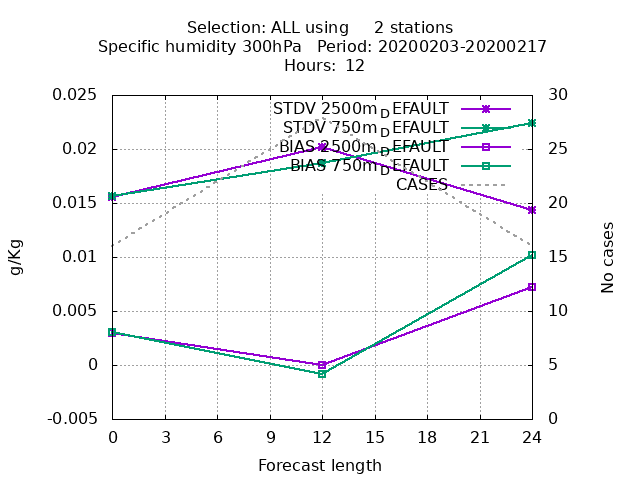 Selection: ALL using 2 stations
Specific humidity 300hPa Period: 20200203-20200217
Hours: 12
0.025
0.02
0.015
0.01
0.005
0
-0.005
g/Kg
STDV 2500m_DEFAULT
STDV 750m_DEFAULT
BIAS 2500m_DEFAULT
BIAS 750m_DEFAULT
CASES
30
25
20
15
10
5
0
No cases
0 3 6 9 12 15 18 21 24
Forecast length